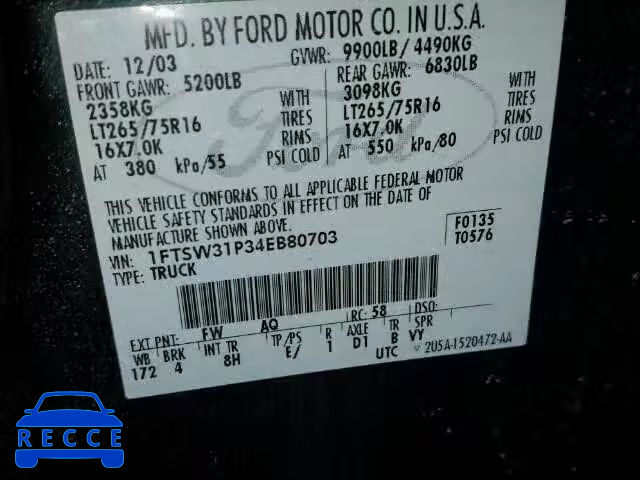 MFD. BY FORD MOTOR CO. IN U.S.A.
DATE: 12/03 GVWR: 9900LB/4490KG
FRONT GAWR: 5200LB REAR GAWR: 6830LB
2358KG WITH 3098KG WITH
LT265/75R16 TIRES LT265/75R16 TIRES
16X7.0K RIMS 16X7.0K RIMS
AT 380 kPa/55 PSI COLD AT 550 kPa/80 PSI COLD
THIS VEHICLE CONFORMS TO ALL APPLICABLE FEDERAL MOTOR
VEHICLE SAFETY STANDARDS IN EFFECT ON THE DATE OF
MANUFACTURE SHOWN ABOVE.
VIN: 1FTSW31P34EB80703 F0135
TYPE: TRUCK T0576
EXT PNT: FW AQ RC: 58 DSO:
WB BRK INT TR TP/PS R AXLE TR SPR
172 4 8H E/ 1 D1 B VY
UTC ▽ 2U5A-1520472-AA
Ford
RECCE